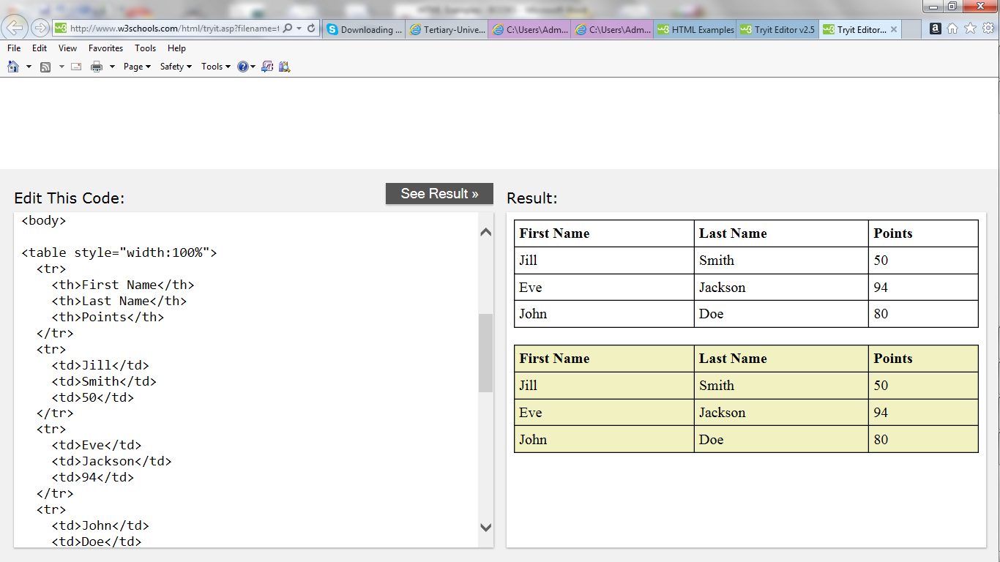 http://www.w3schools.com/html/tryit.asp?filename=t
Downloading ...
Tertiary-Unive...
C:\Users\Adm...
C:\Users\Adm...
HTML Examples
Tryit Editor v2.5
Tryit Editor...
File Edit View Favorites Tools Help
Page Safety Tools
Edit This Code:
See Result »
<body>
<table style="width:100%">
<tr>
<th>First Name</th>
<th>Last Name</th>
<th>Points</th>
</tr>
<tr>
<td>Jill</td>
<td>Smith</td>
<td>50</td>
</tr>
<tr>
<td>Eve</td>
<td>Jackson</td>
<td>94</td>
</tr>
<tr>
<td>John</td>
<td>Doe</td>
Result:
First Name Last Name Points
Jill Smith 50
Eve Jackson 94
John Doe 80
First Name Last Name Points
Jill Smith 50
Eve Jackson 94
John Doe 80